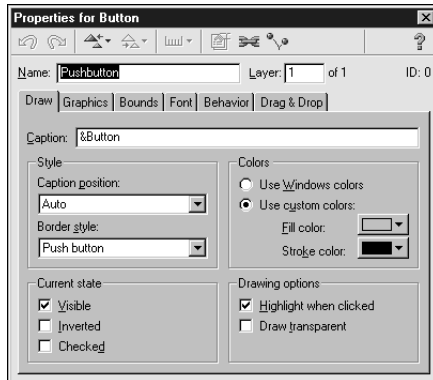 Properties for Button
Name: Pushbutton Layer: 1 of 1 ID: 0
Draw Graphics Bounds Font Behavior Drag & Drop
Caption: &Button
Style Colors
Caption position: Use Windows colors
Auto Use custom colors:
Border style: Fill color:
Push button Stroke color:
Current state Drawing options
Visible Highlight when clicked
Inverted Draw transparent
Checked